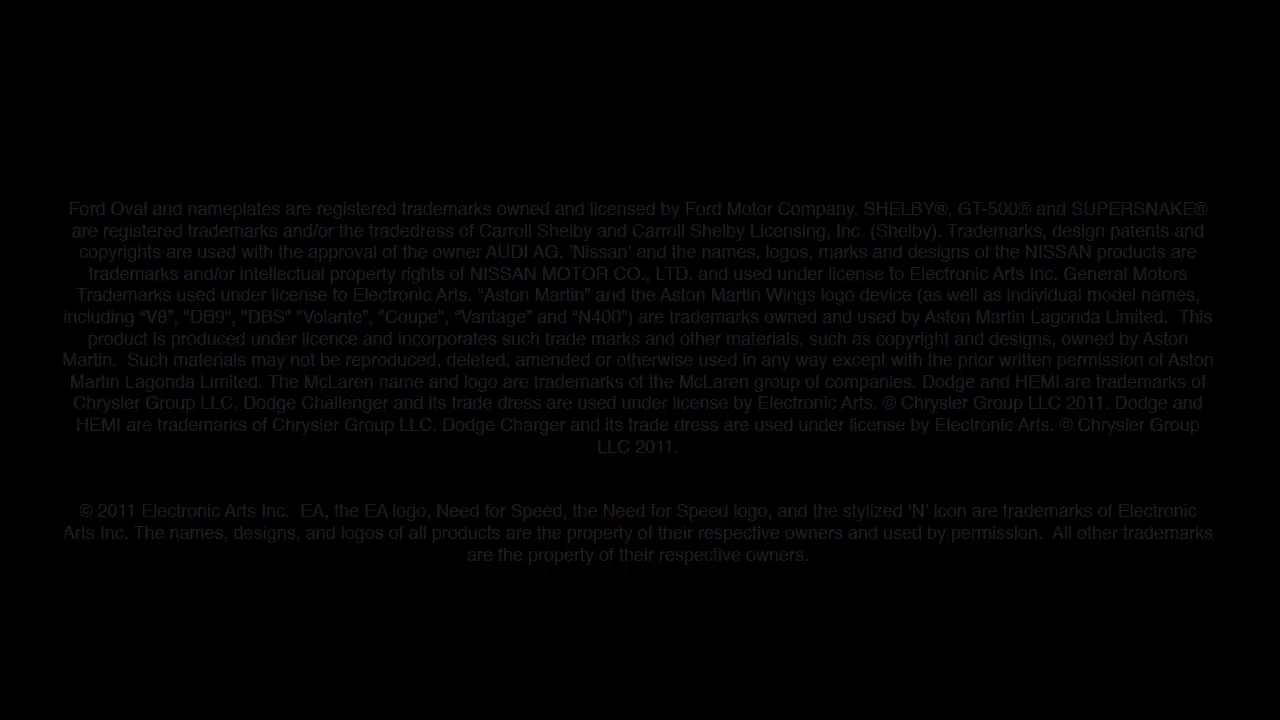 Ford Oval and nameplates are registered trademarks owned and licensed by Ford Motor Company. SHELBY®, GT-500® and SUPERSNAKE®
are registered trademarks and/or the tradedress of Carroll Shelby and Carroll Shelby Licensing, Inc. (Shelby). Trademarks, design patents and
copyrights are used with the approval of the owner AUDI AG. 'Nissan' and the names, logos, marks and designs of the NISSAN products are
trademarks and/or intellectual property rights of NISSAN MOTOR CO., LTD. and used under license to Electronic Arts Inc. General Motors
Trademarks used under license to Electronic Arts. “Aston Martin” and the Aston Martin Wings logo device (as well as individual model names,
including “V8”, "DB9", "DBS" "Volante", "Coupe", “Vantage” and “N400”) are trademarks owned and used by Aston Martin Lagonda Limited.  This
product is produced under licence and incorporates such trade marks and other materials, such as copyright and designs, owned by Aston
Martin.  Such materials may not be reproduced, deleted, amended or otherwise used in any way except with the prior written permission of Aston
Martin Lagonda Limited. The McLaren name and logo are trademarks of the McLaren group of companies. Dodge and HEMI are trademarks of
Chrysler Group LLC. Dodge Challenger and its trade dress are used under license by Electronic Arts. © Chrysler Group LLC 2011. Dodge and
HEMI are trademarks of Chrysler Group LLC. Dodge Charger and its trade dress are used under license by Electronic Arts. © Chrysler Group
LLC 2011.
© 2011 Electronic Arts Inc.  EA, the EA logo, Need for Speed, the Need for Speed logo, and the stylized 'N' icon are trademarks of Electronic
Arts Inc. The names, designs, and logos of all products are the property of their respective owners and used by permission.  All other trademarks
are the property of their respective owners.